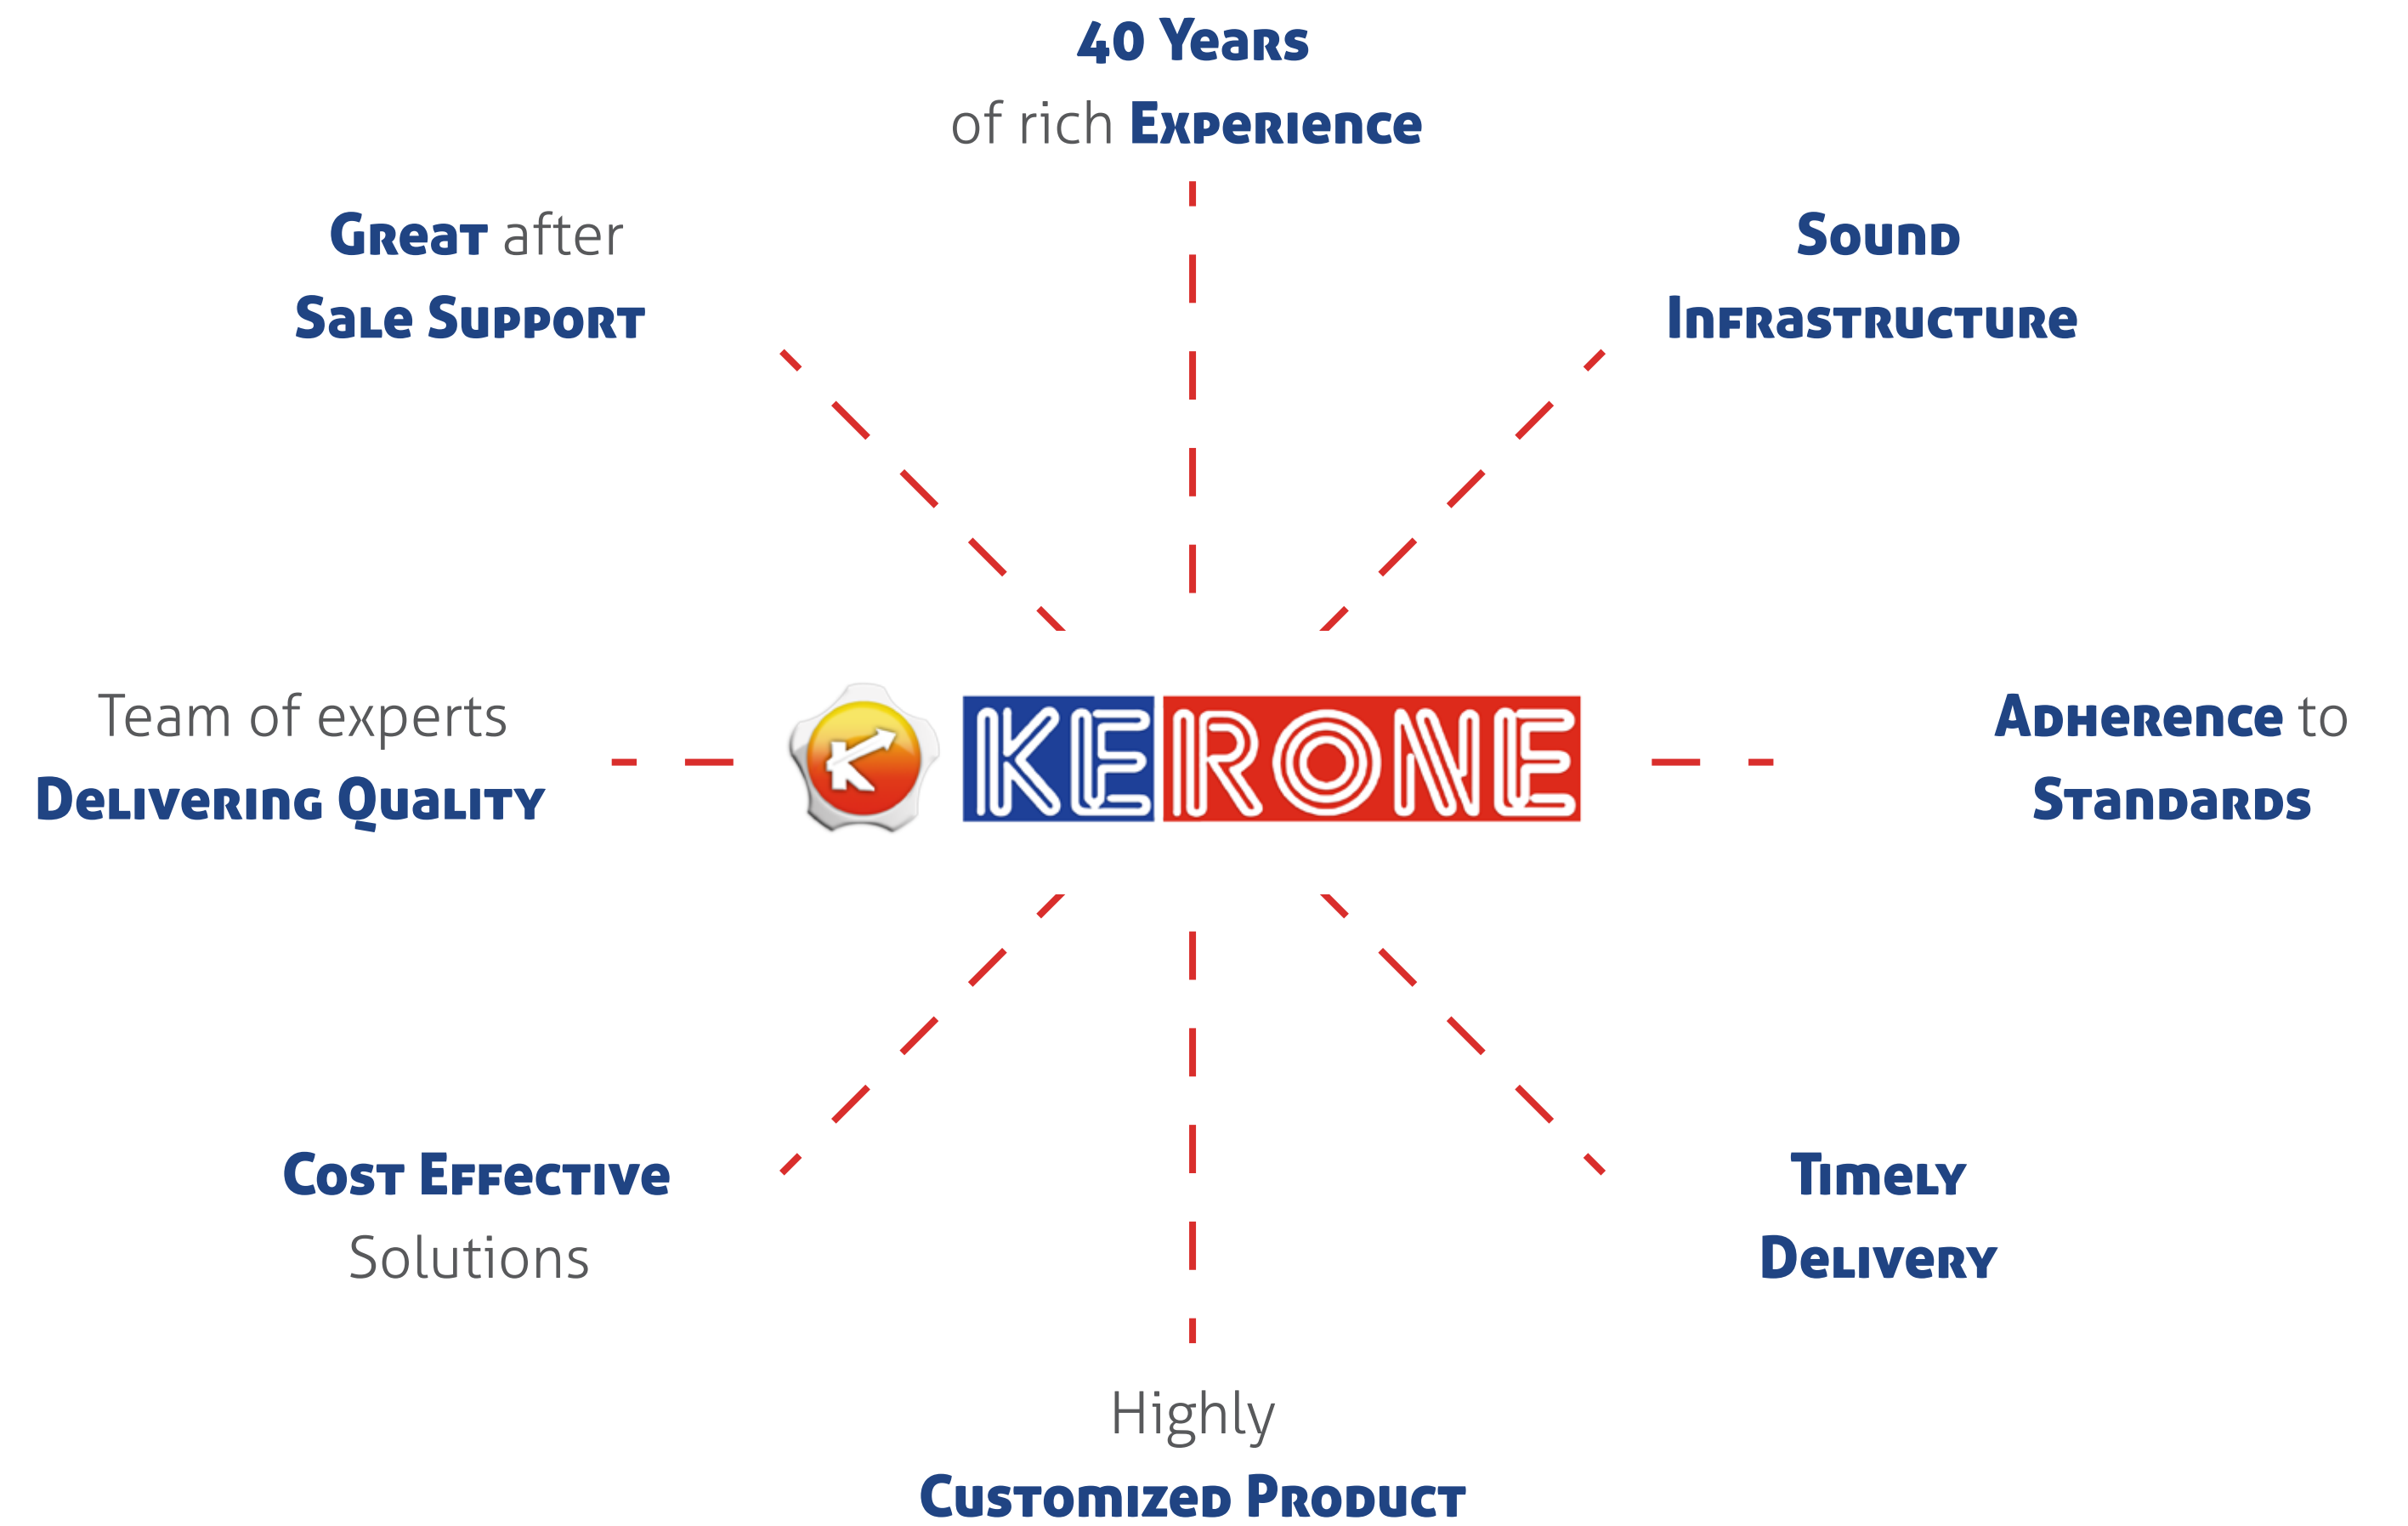 40 Years
of rich Experience
Great after
Sale Support
Sound
Infrastructure
Team of experts
Delivering Quality
K KERONE
Adherence to
Standards
Cost Effective
Solutions
Timely
Delivery
Highly
Customized Product